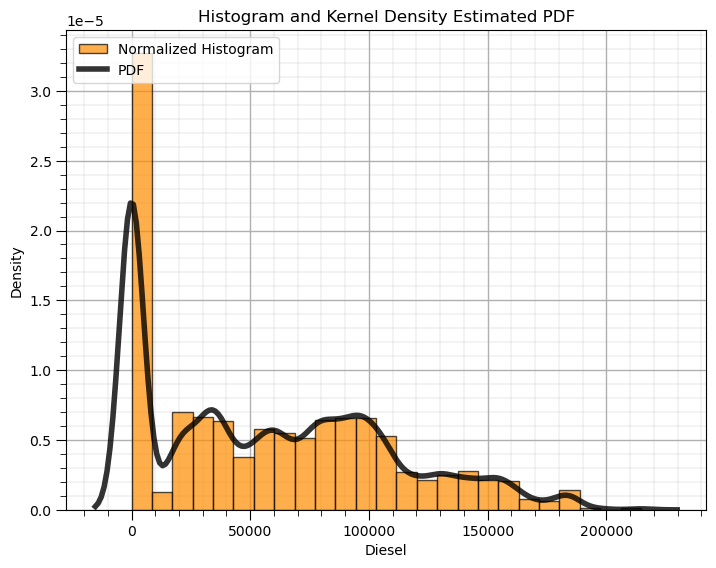 Histogram and Kernel Density Estimated PDF
1e−5
Normalized Histogram
PDF
3.0
2.5
2.0
1.5
1.0
0.5
0.0
Density
0 50000 100000 150000 200000
Diesel